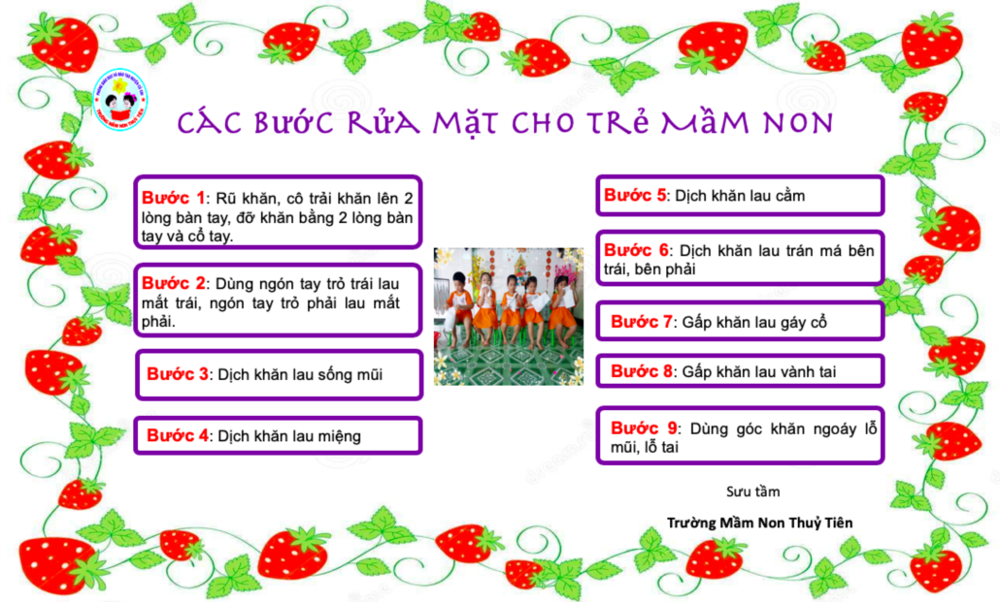 CÁC BƯỚC RỬA MẶT CHO TRẺ MẦM NON
Bước 1: Rũ khăn, cô trải khăn lên 2
lòng bàn tay, đỡ khăn bằng 2 lòng bàn
tay và cổ tay.
Bước 2: Dùng ngón tay trỏ trái lau
mắt trái, ngón tay trỏ phải lau mắt
phải.
Bước 3: Dịch khăn lau sống mũi
Bước 4: Dịch khăn lau miệng
Bước 5: Dịch khăn lau cằm
Bước 6: Dịch khăn lau trán má bên
trái, bên phải
Bước 7: Gấp khăn lau gáy cổ
Bước 8: Gấp khăn lau vành tai
Bước 9: Dùng góc khăn ngoáy lỗ
mũi, lỗ tai
Sưu tầm
Trường Mầm Non Thuỷ Tiên
TRƯỜNG MẦM NON THUỶ TIÊN